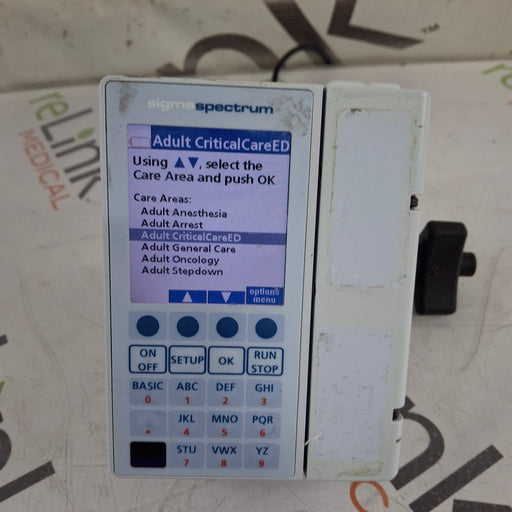 reLink
MEDICAL
sigmaspectrum
Adult CriticalCareED
Using ▲▼, select the
Care Area and push OK
Care Areas:
Adult Anesthesia
Adult Arrest
Adult CriticalCareED
Adult General Care
Adult Oncology
Adult Stepdown
▲ ▼ options
menu
ON
OFF
SETUP
OK
RUN
STOP
BASIC ABC DEF GHI
0 1 2 3
JKL MNO PQR
. 4 5 6
STU VWX YZ
7 8 9